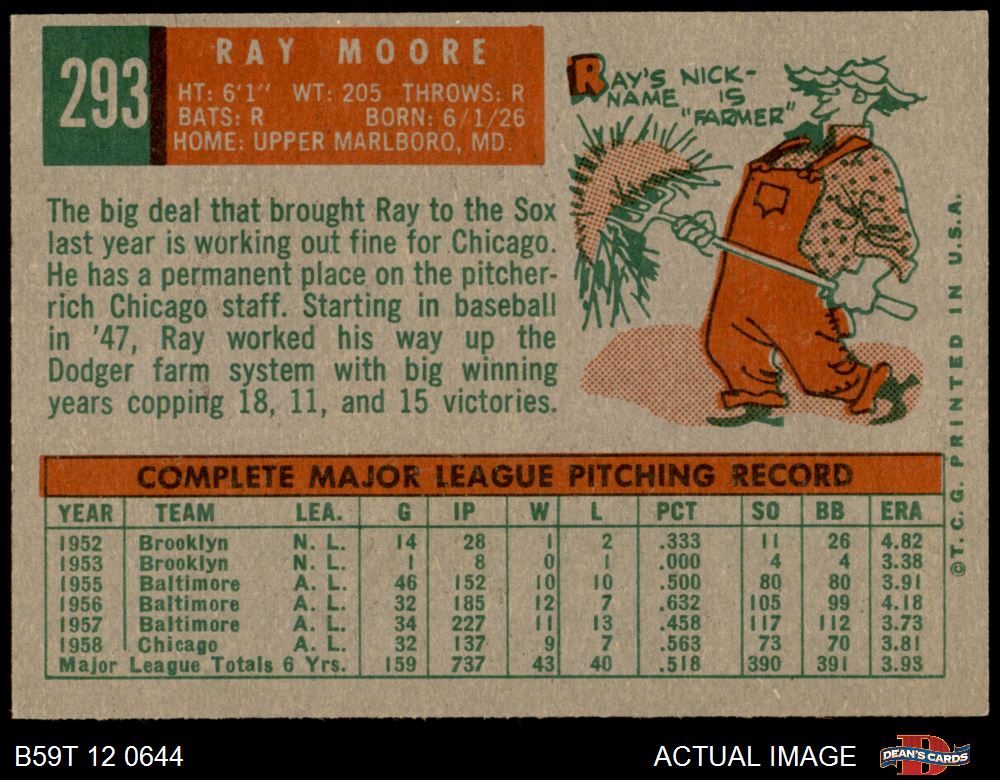 293
RAY MOORE
HT: 6'1" WT: 205 THROWS: R
BATS: R BORN: 6/1/26
HOME: UPPER MARLBORO, MD.
RAY'S NICK-
NAME IS
"FARMER"
The big deal that brought Ray to the Sox
last year is working out fine for Chicago.
He has a permanent place on the pitcher-
rich Chicago staff. Starting in baseball
in '47, Ray worked his way up the
Dodger farm system with big winning
years copping 18, 11, and 15 victories.
COMPLETE MAJOR LEAGUE PITCHING RECORD
YEAR TEAM LEA. G IP W L PCT SO BB ERA
1952 Brooklyn N. L. 14 28 1 2 .333 11 26 4.82
1953 Brooklyn N. L. 1 8 0 1 .000 4 4 3.38
1955 Baltimore A. L. 46 152 10 10 .500 80 80 3.91
1956 Baltimore A. L. 32 185 12 7 .632 105 99 4.18
1957 Baltimore A. L. 34 227 11 13 .458 117 112 3.73
1958 Chicago A. L. 32 137 9 7 .563 73 70 3.81
Major League Totals 6 Yrs. 159 737 43 40 .518 390 391 3.93
©T. C. G. PRINTED IN U.S.A.
B59T 12 0644
ACTUAL IMAGE
DEAN'S CARDS